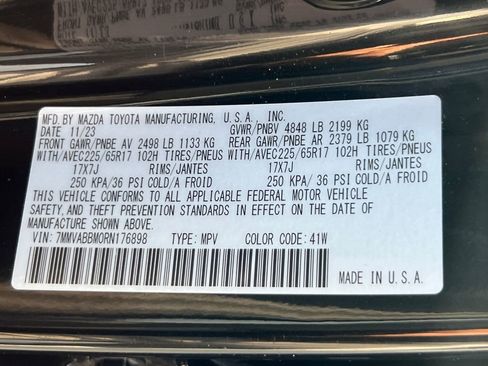 MFD. BY MAZDA TOYOTA MANUFACTURING, U.S.A., INC.
DATE: 11/23 GVWR/PNBV 4848 LB 2199 KG
FRONT GAWR/PNBE AV 2498 LB 1133 KG REAR GAWR/PNBE AR 2379 LB 1079 KG
WITH/AVEC225/65R17 102H TIRES/PNEUS WITH/AVEC225/65R17 102H TIRES/PNEUS
17X7J RIMS/JANTES 17X7J RIMS/JANTES
250 KPA/36 PSI COLD/A FROID 250 KPA/36 PSI COLD/A FROID
THIS VEHICLE CONFORMS TO ALL APPLICABLE FEDERAL MOTOR VEHICLE
SAFETY, AND THEFT PREVENTION STANDARDS IN EFFECT ON THE DATE OF
MANUFACTURE SHOWN ABOVE.
VIN: 7MMVABBM0RN176898 TYPE: MPV COLOR CODE: 41W
MADE IN U.S.A.